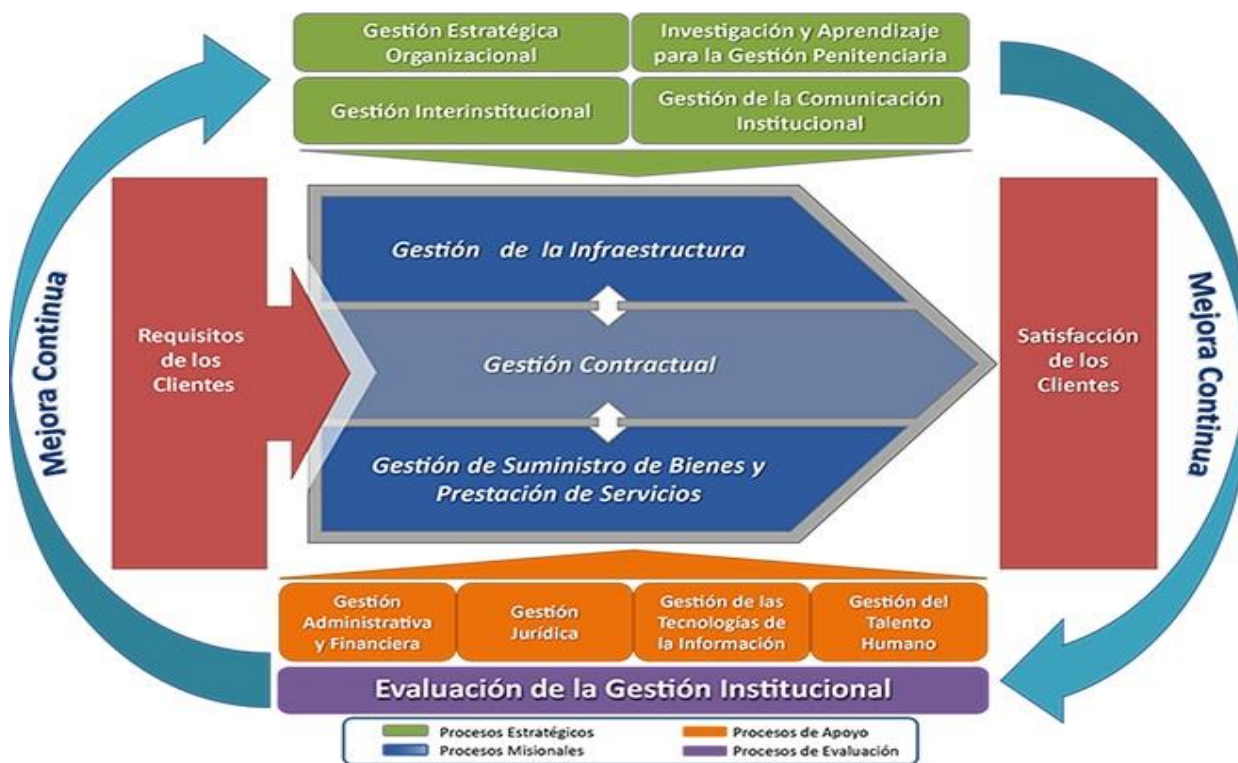 Gestión Estratégica
Organizacional
Investigación y Aprendizaje
para la Gestión Penitenciaria
Gestión Interinstitucional
Gestión de la Comunicación
Institucional
Mejora Continua
Requisitos
de los
Clientes
Gestión de la Infraestructura
Gestión Contractual
Gestión de Suministro de Bienes y
Prestación de Servicios
Satisfacción
de los
Clientes
Mejora Continua
Gestión
Administrativa
y Financiera
Gestión
Jurídica
Gestión de las
Tecnologías de
la Información
Gestión del
Talento
Humano
Evaluación de la Gestión Institucional
Procesos Estratégicos
Procesos de Apoyo
Procesos Misionales
Procesos de Evaluación